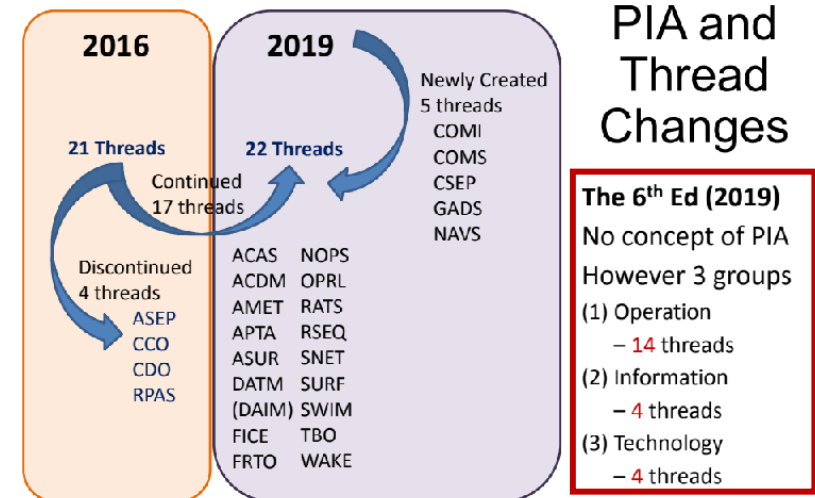 PIA and
Thread
Changes
2016
2019
21 Threads
22 Threads
Continued
17 threads
Discontinued
4 threads
ASEP
CCO
CDO
RPAS
Newly Created
5 threads
COMI
COMS
CSEP
GADS
NAVS
ACAS NOPS
ACDM OPRL
AMET RATS
APTA RSEQ
ASUR SNET
DATM SURF
(DAIM) SWIM
FICE TBO
FRTO WAKE
The 6th Ed (2019)
No concept of PIA
However 3 groups
(1) Operation
– 14 threads
(2) Information
– 4 threads
(3) Technology
– 4 threads